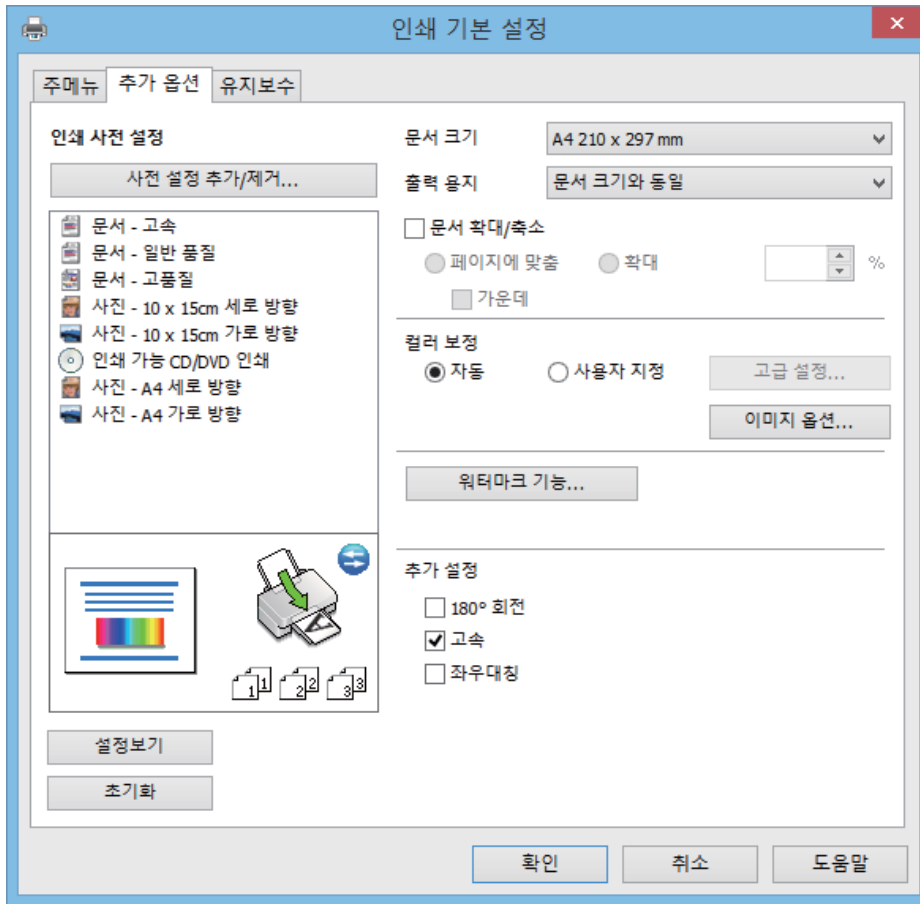 인쇄 기본 설정
주메뉴 추가 옵션 유지보수
인쇄 사전 설정
사전 설정 추가/제거...
문서 - 고속
문서 - 일반 품질
문서 - 고품질
사진 - 10 x 15cm 세로 방향
사진 - 10 x 15cm 가로 방향
인쇄 가능 CD/DVD 인쇄
사진 - A4 세로 방향
사진 - A4 가로 방향
A
1 1 2 2 3 3
설정보기
초기화
문서 크기 A4 210 x 297 mm
출력 용지 문서 크기와 동일
문서 확대/축소
페이지에 맞춤 확대 %
가운데
컬러 보정
자동 사용자 지정 고급 설정...
이미지 옵션...
워터마크 기능...
추가 설정
180° 회전
고속
좌우대칭
확인 취소 도움말